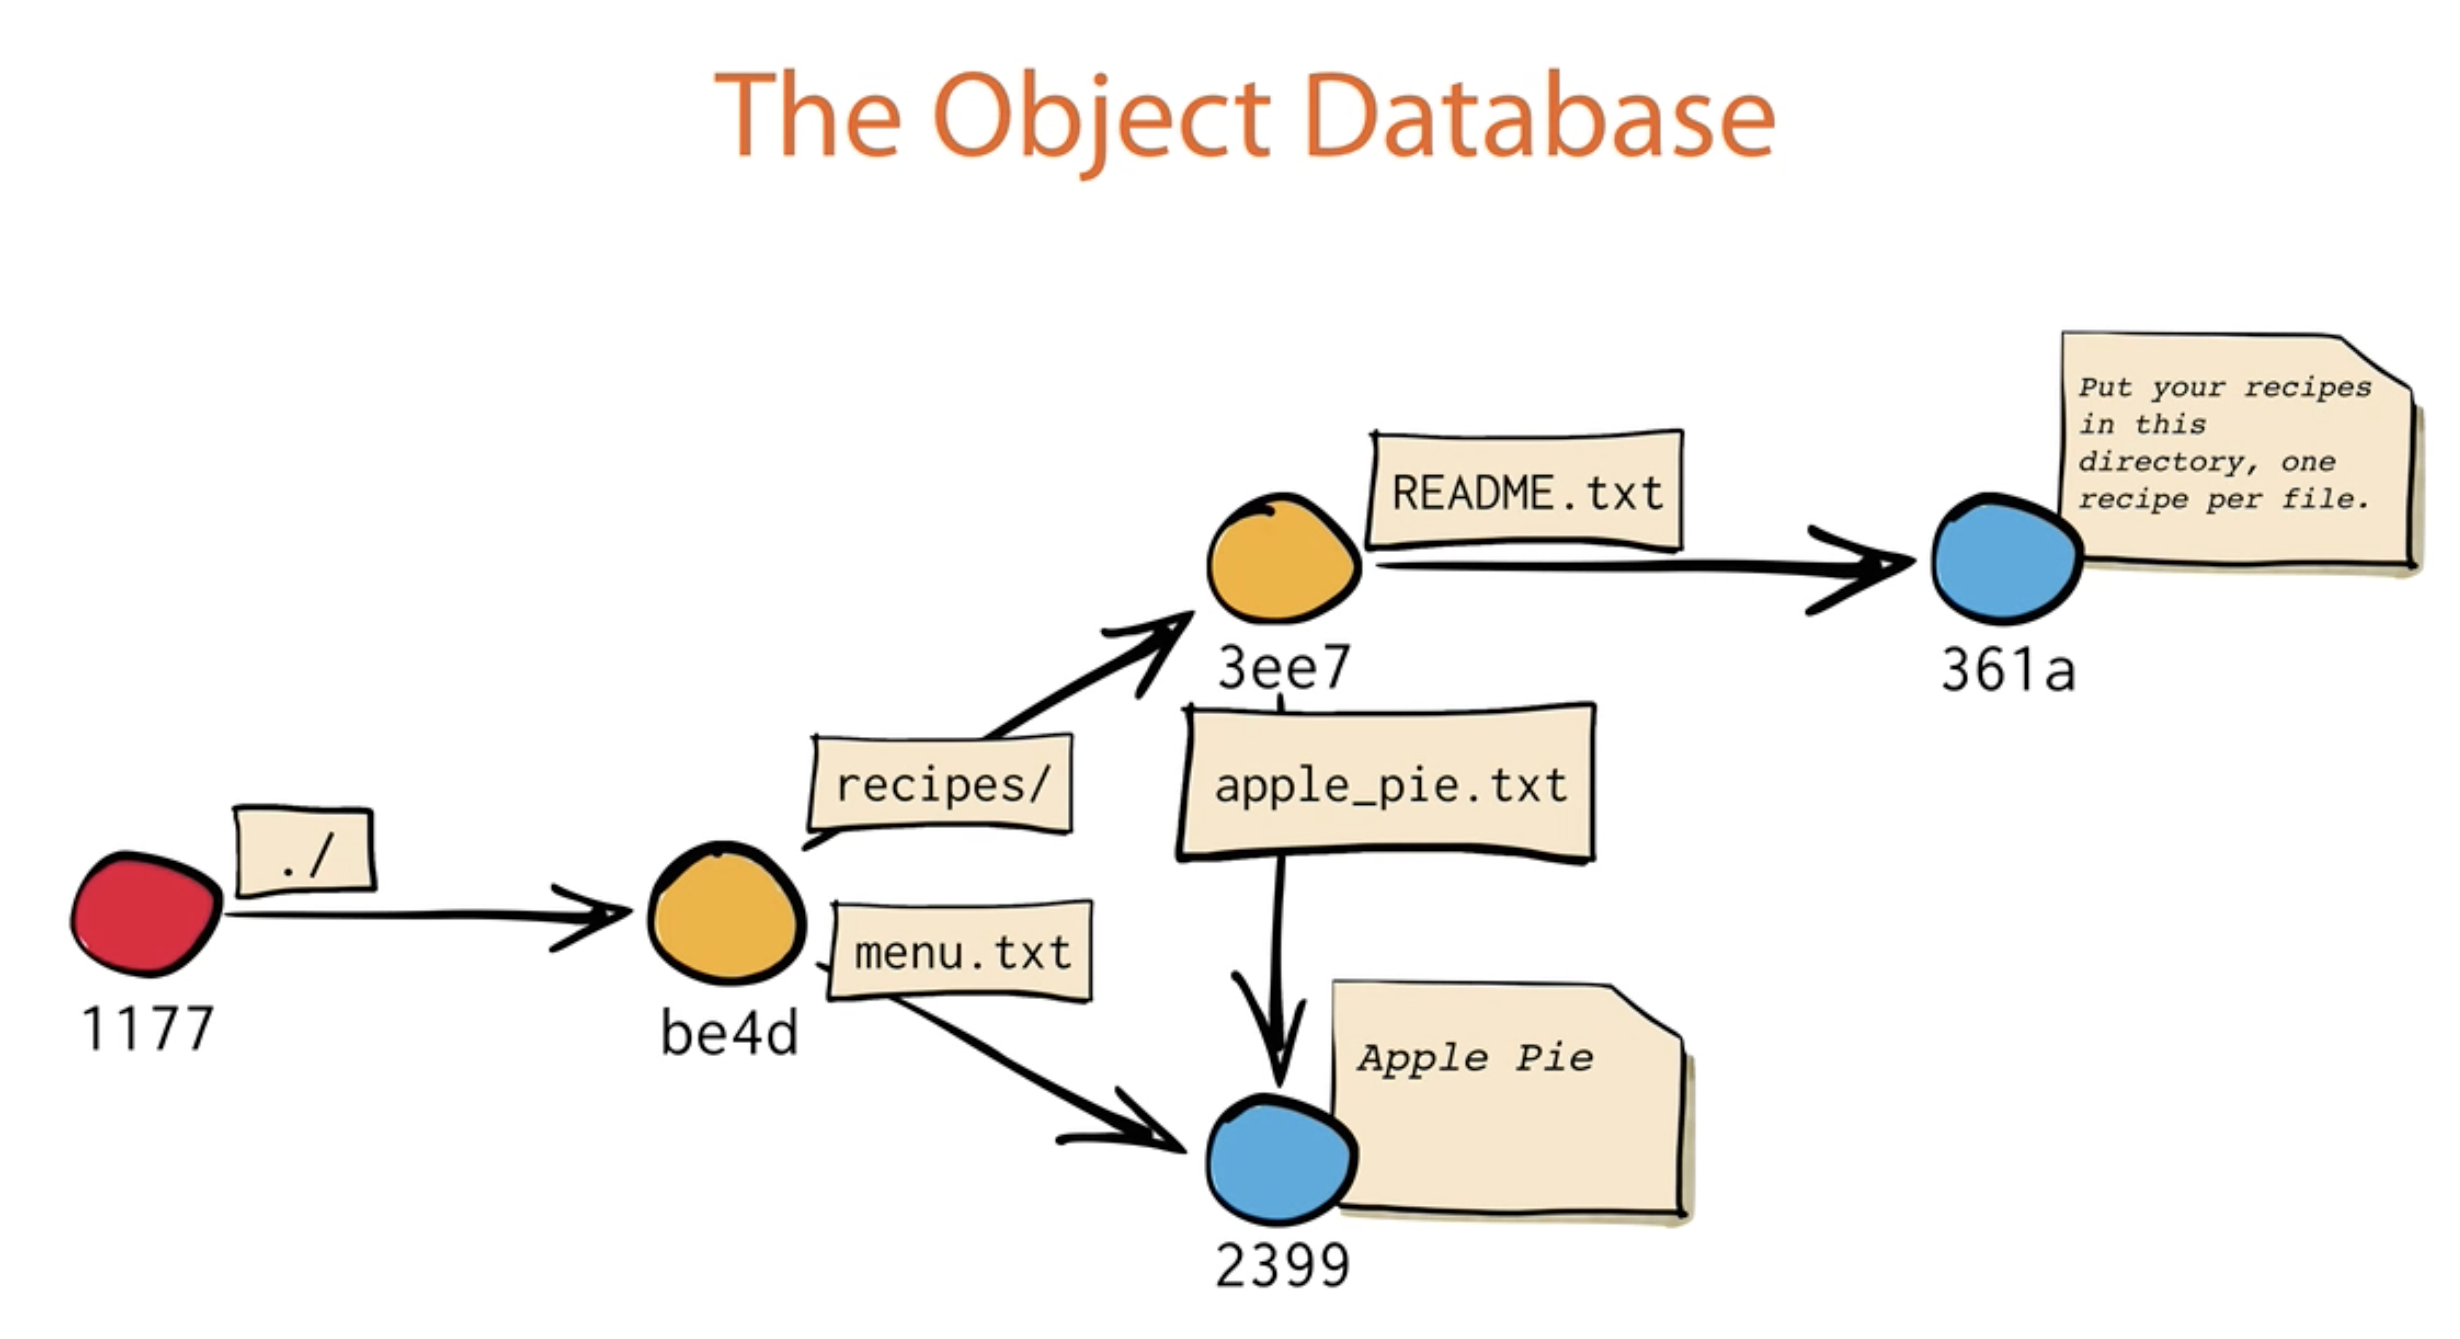 The Object Database
Put your recipes
in this
directory, one
recipe per file.
README.txt
3ee7
361a
recipes/
apple_pie.txt
./
menu.txt
1177
be4d
Apple Pie
2399